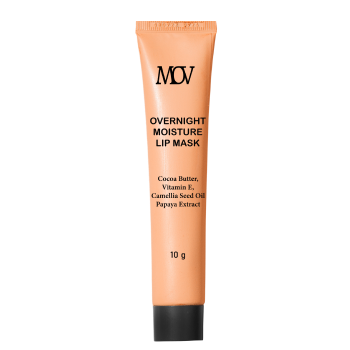 MOV
OVERNIGHT
MOISTURE
LIP MASK
Cocoa Butter,
Vitamin E,
Camellia Seed Oil
Papaya Extract
10 g